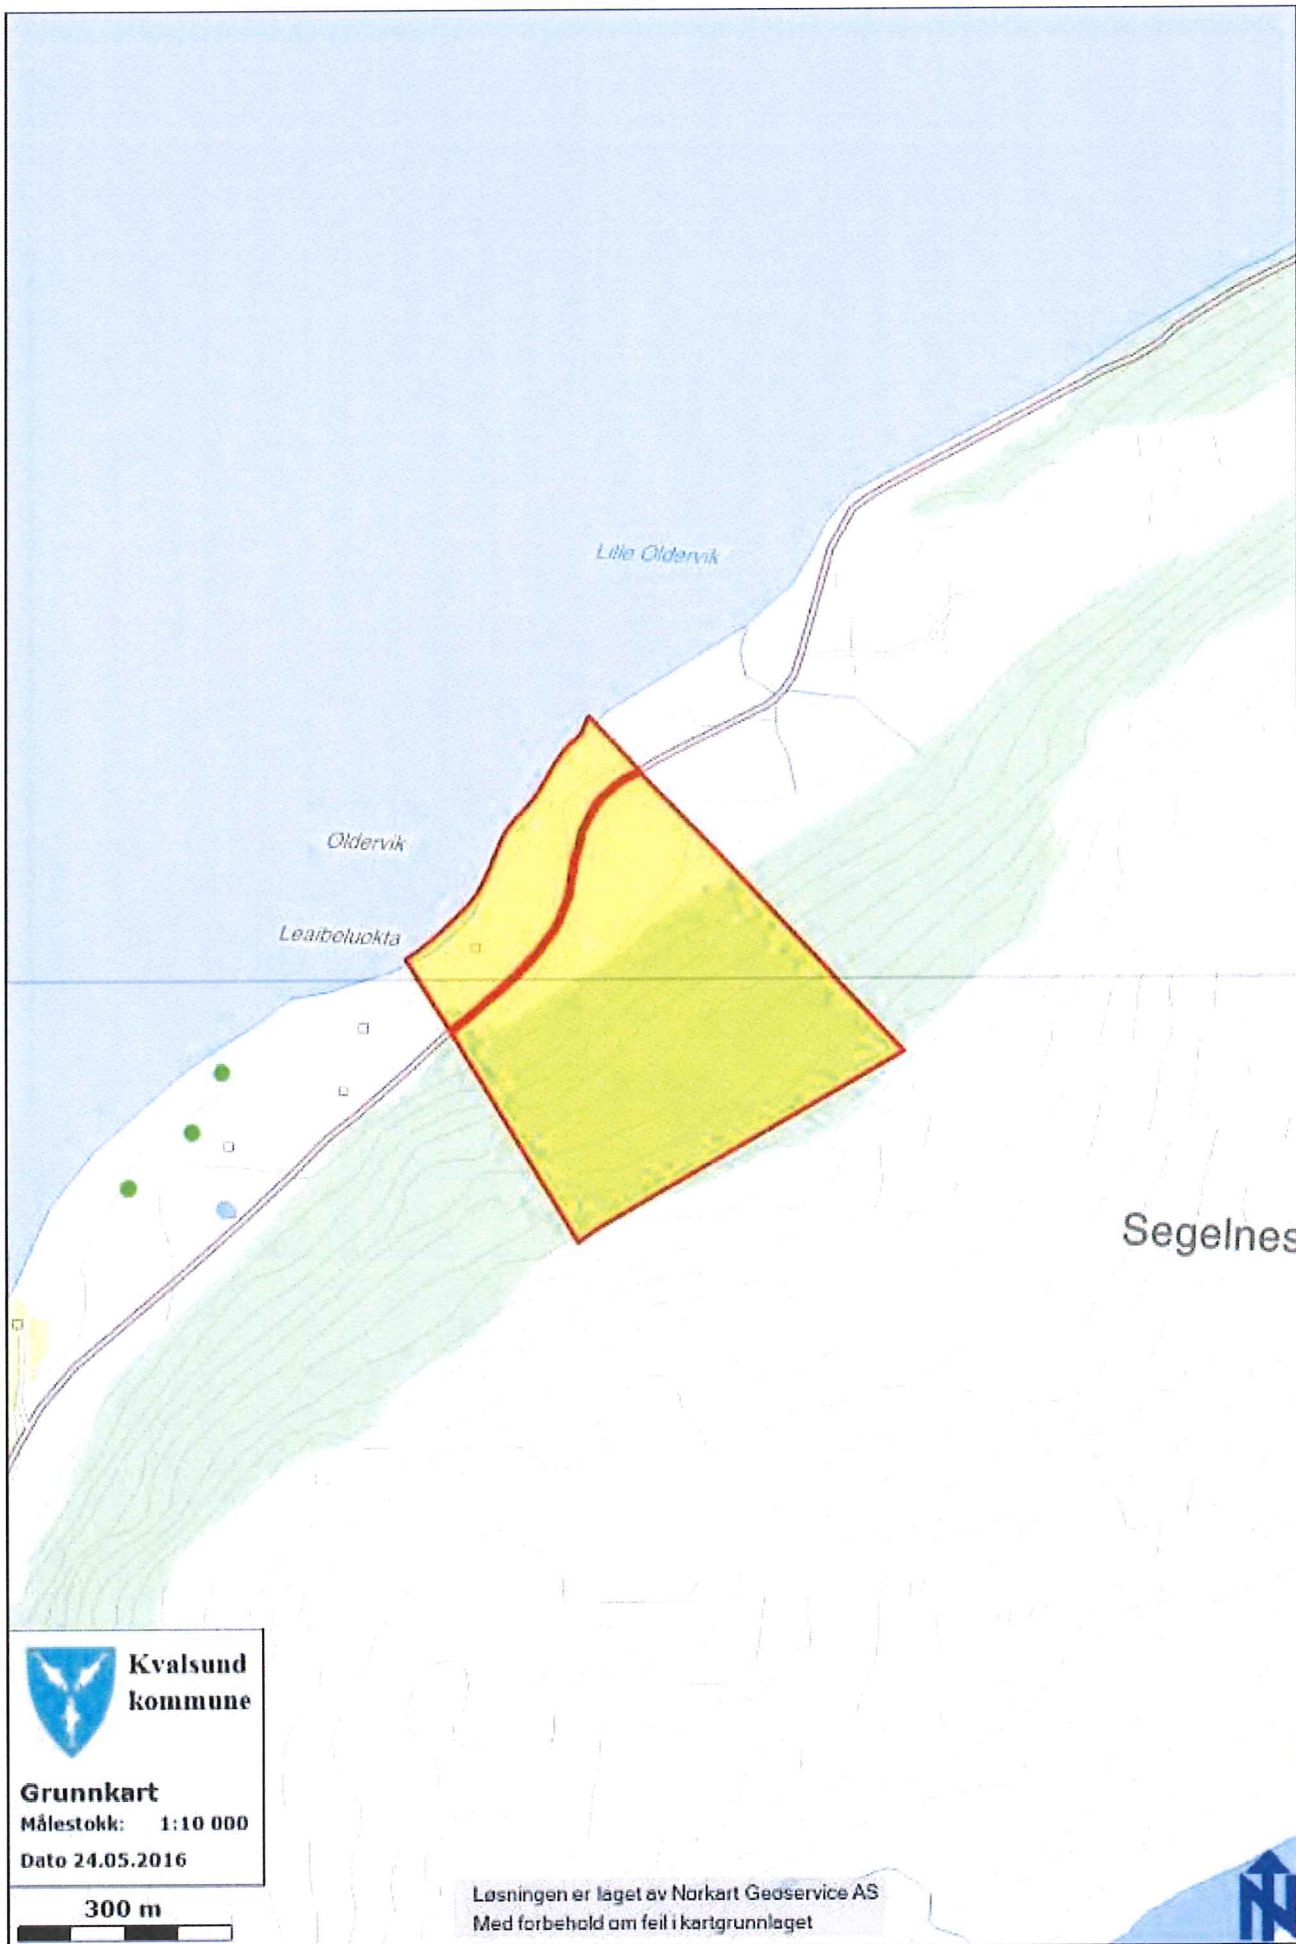 Lille Oldervik
Oldervik
Leaibeluokta
Segelnes
Kvalsund
kommune
Grunnkart
Målestokk: 1:10 000
Dato 24.05.2016
300 m
Løsningen er laget av Norkart Geoservice AS
Med forbehold om feil i kartgrunnlaget
N